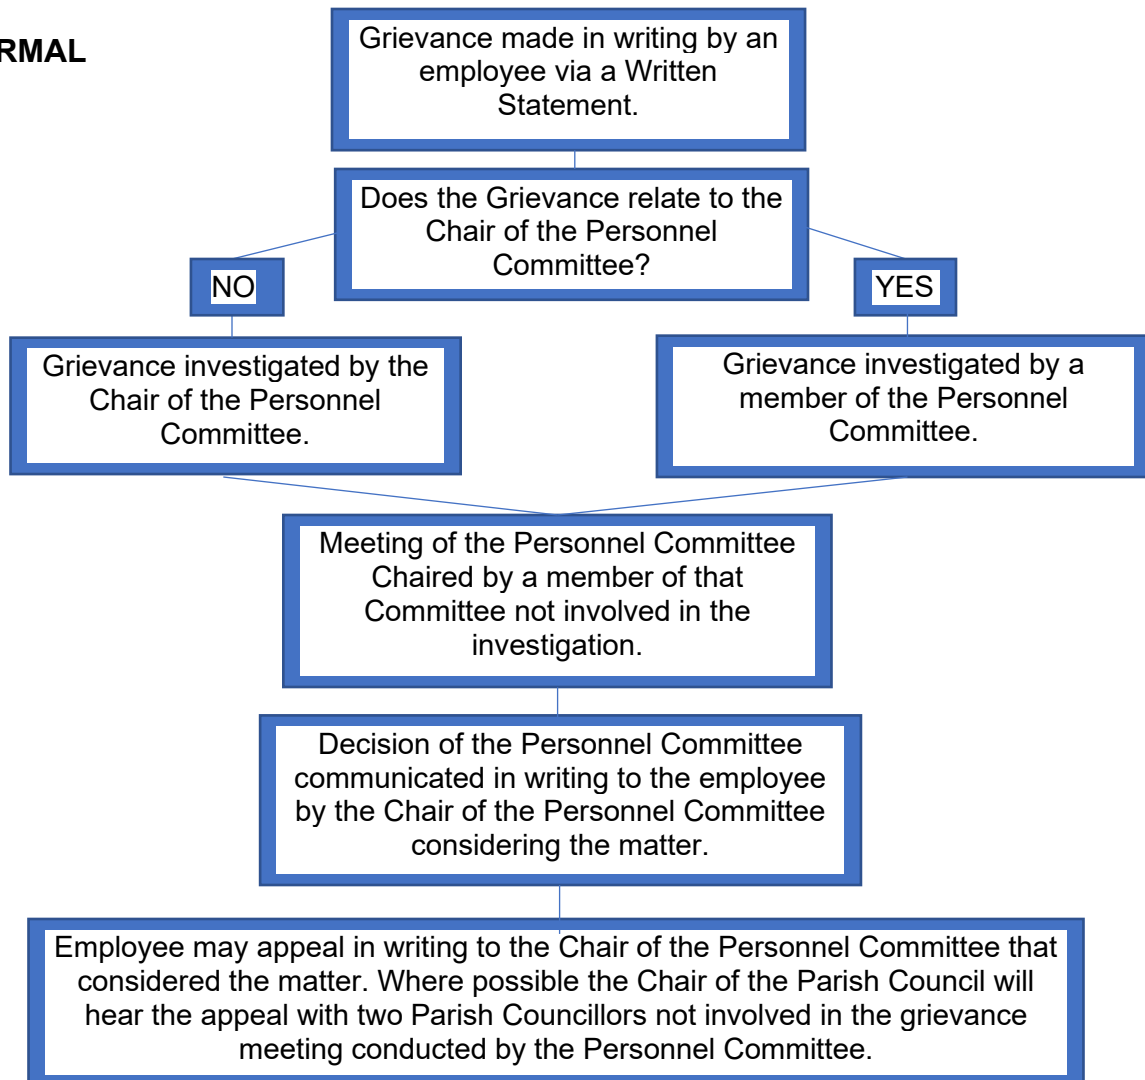 RMAL
Grievance made in writing by an
employee via a Written
Statement.
Does the Grievance relate to the
Chair of the Personnel
Committee?
NO
YES
Grievance investigated by the
Chair of the Personnel
Committee.
Grievance investigated by a
member of the Personnel
Committee.
Meeting of the Personnel Committee
Chaired by a member of that
Committee not involved in the
investigation.
Decision of the Personnel Committee
communicated in writing to the employee
by the Chair of the Personnel Committee
considering the matter.
Employee may appeal in writing to the Chair of the Personnel Committee that
considered the matter. Where possible the Chair of the Parish Council will
hear the appeal with two Parish Councillors not involved in the grievance
meeting conducted by the Personnel Committee.